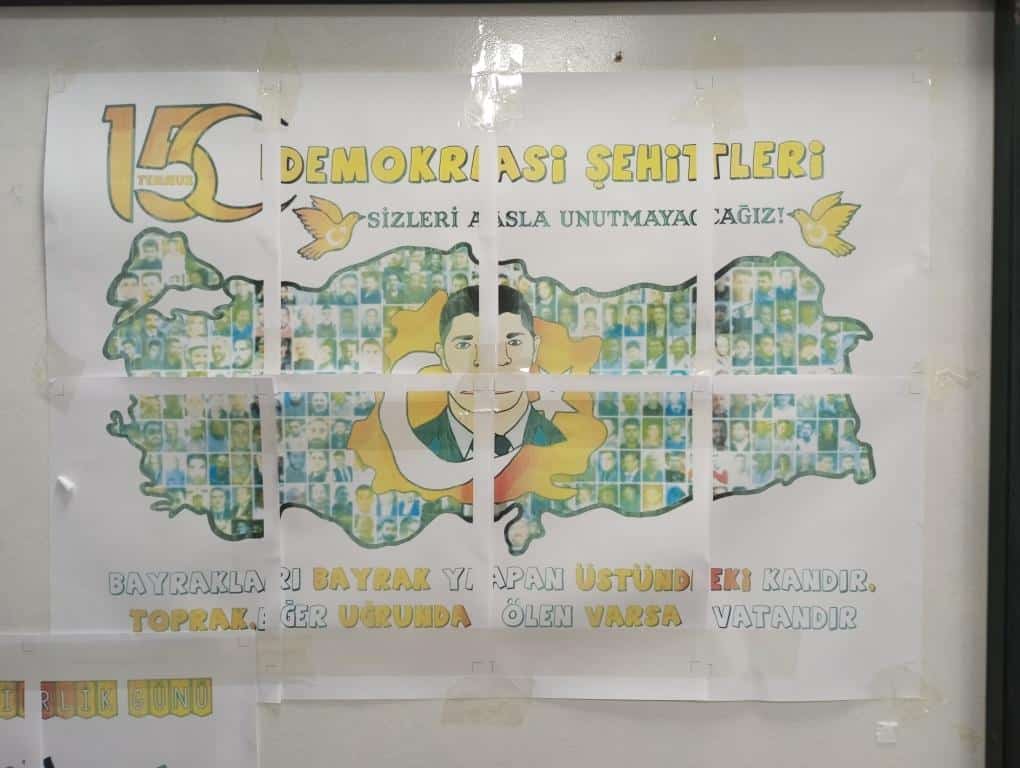 15
TEMMUZ
DEMOKRASİ ŞEHİTLERİ
SİZLERİ ASLA UNUTMAYACAĞIZ!
BAYRAKLARI BAYRAK YAPAN ÜSTÜNDEKİ KANDIR.
TOPRAK, EĞER UĞRUNDA ÖLEN VARSA VATANDIR
İRLİK GÜNÜ